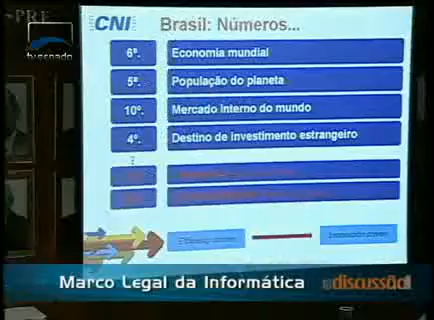 tv senado
CNI
Brasil: Números...
6º. Economia mundial
5º. População do planeta
10º. Mercado interno do mundo
4º. Destino de investimento estrangeiro
Marco Legal da Informática
discussão